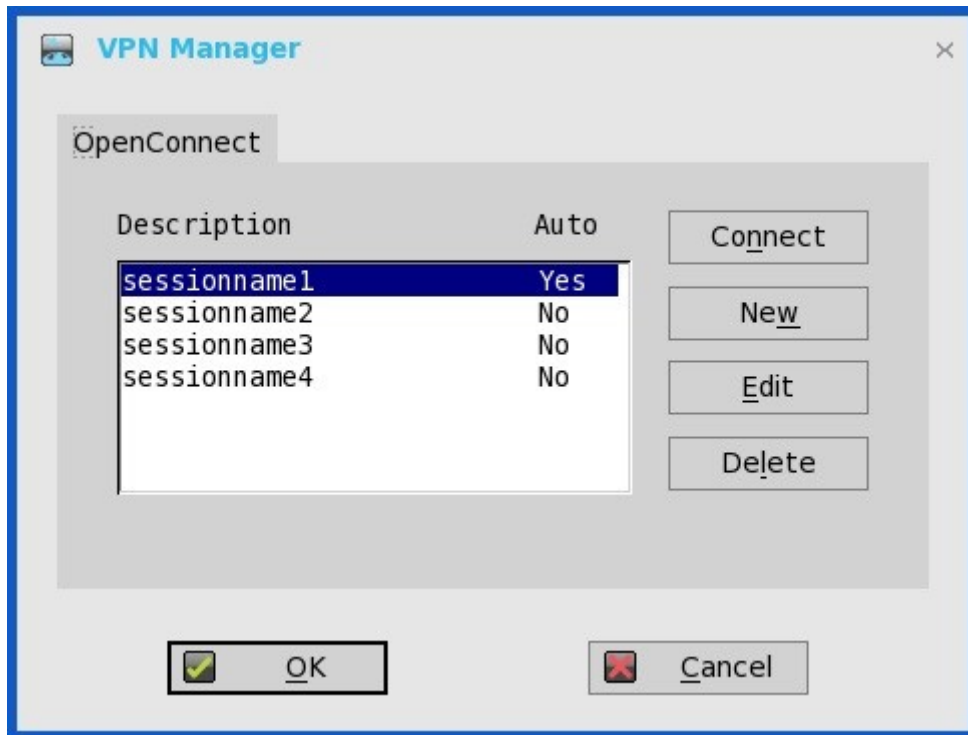 VPN Manager
OpenConnect
Description Auto
sessionname1 Yes
sessionname2 No
sessionname3 No
sessionname4 No
Connect
New
Edit
Delete
OK
Cancel